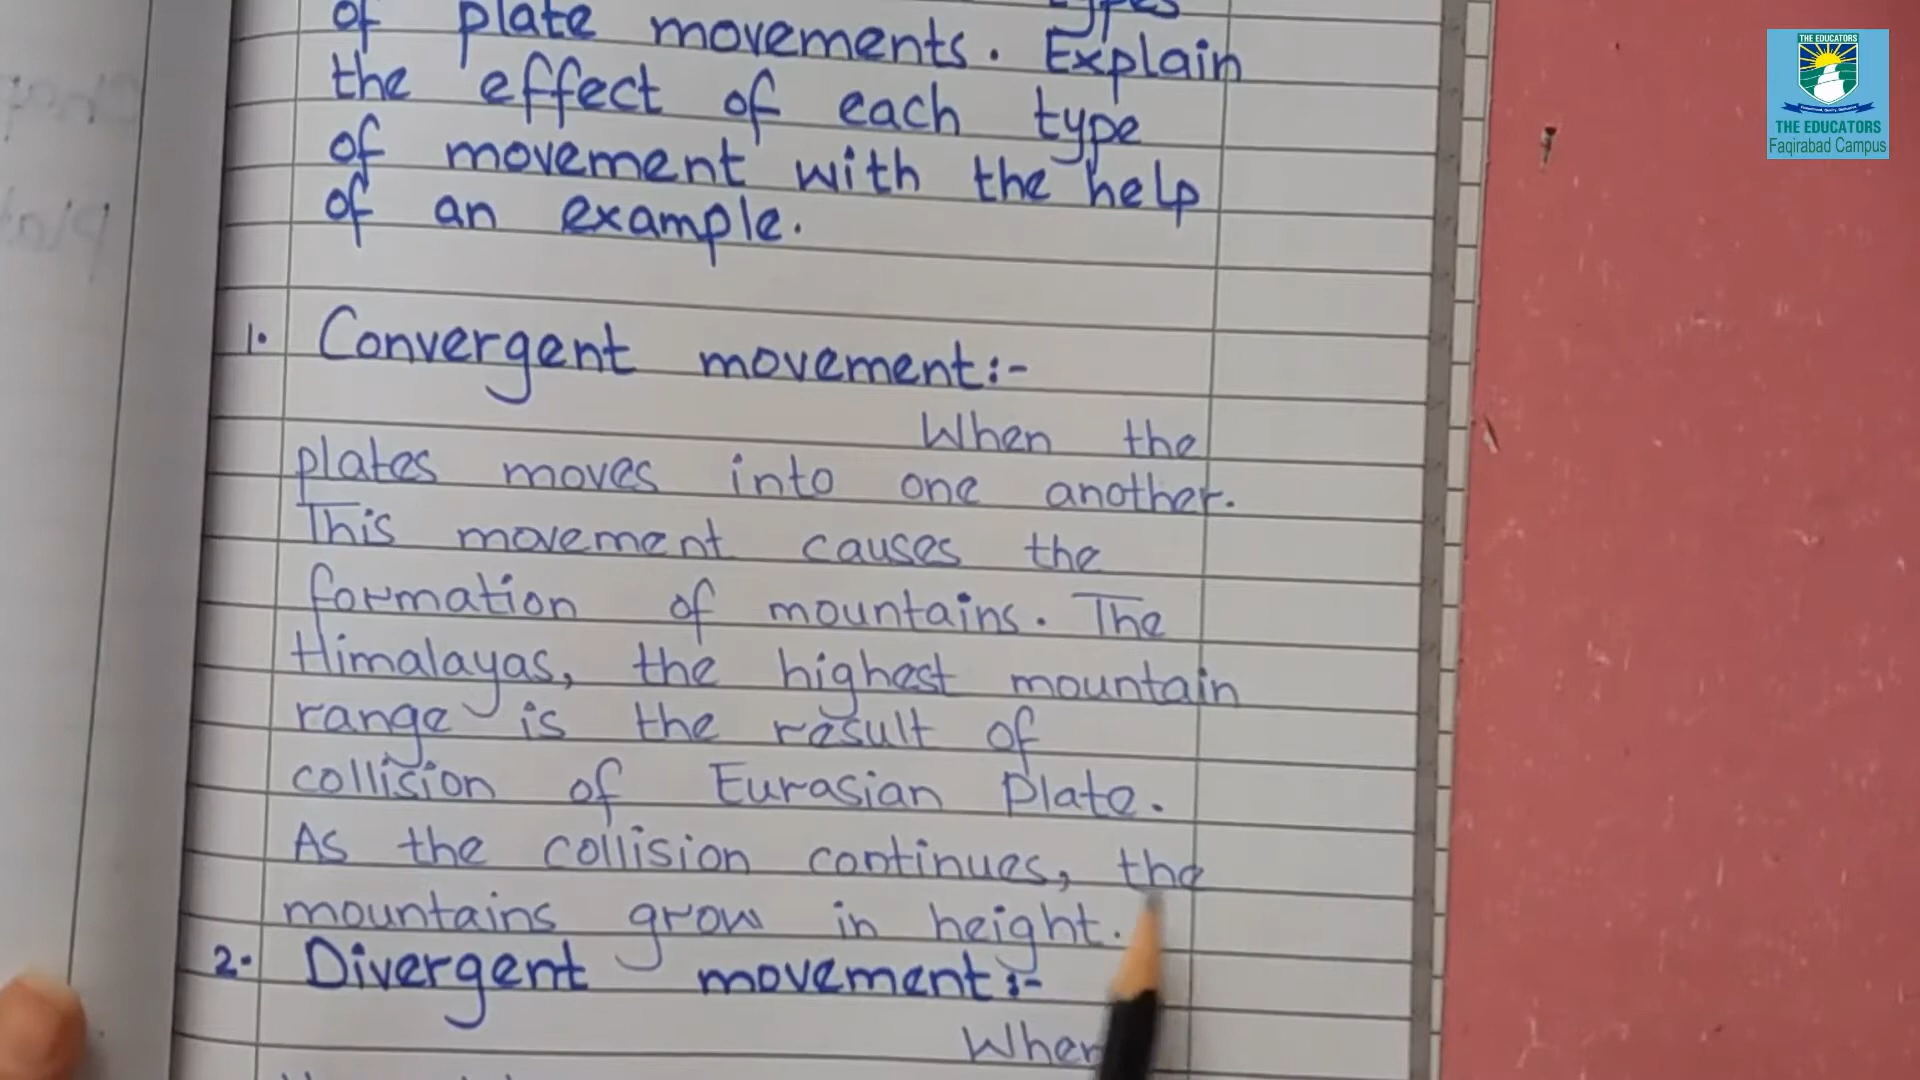 of plate movements. Explain
the effect of each type
of movement with the help
of an example.
1. Convergent movement:-
When the
plates moves into one another.
This movement causes the
formation of mountains. The
Himalayas, the highest mountain
range is the result of
collision of Eurasian Plate.
As the collision continues, the
mountains grow in height.
2. Divergent movement:-
THE EDUCATORS
THE EDUCATORS
Faqirabad Campus